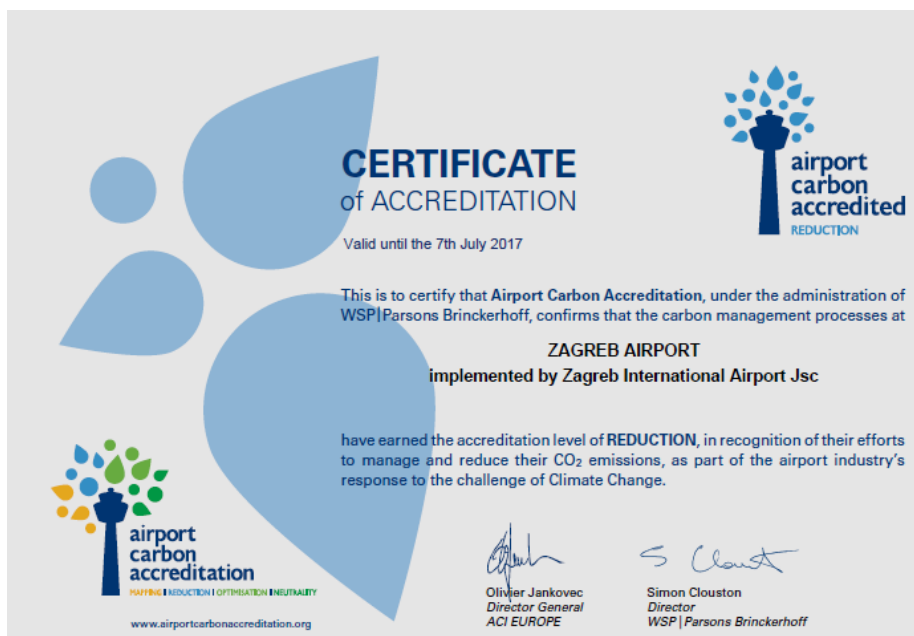 CERTIFICATE
of ACCREDITATION
Valid until the 7th July 2017
airport
carbon
accredited
REDUCTION
This is to certify that Airport Carbon Accreditation, under the administration of
WSP|Parsons Brinckerhoff, confirms that the carbon management processes at
ZAGREB AIRPORT
implemented by Zagreb International Airport Jsc
have earned the accreditation level of REDUCTION, in recognition of their efforts
to manage and reduce their CO₂ emissions, as part of the airport industry's
response to the challenge of Climate Change.
airport
carbon
accreditation
MAPPING | REDUCTION | OPTIMISATION | NEUTRALITY
www.airportcarbonaccreditation.org
Olivier Jankovec
Director General
ACI EUROPE
S Clouston
Simon Clouston
Director
WSP|Parsons Brinckerhoff